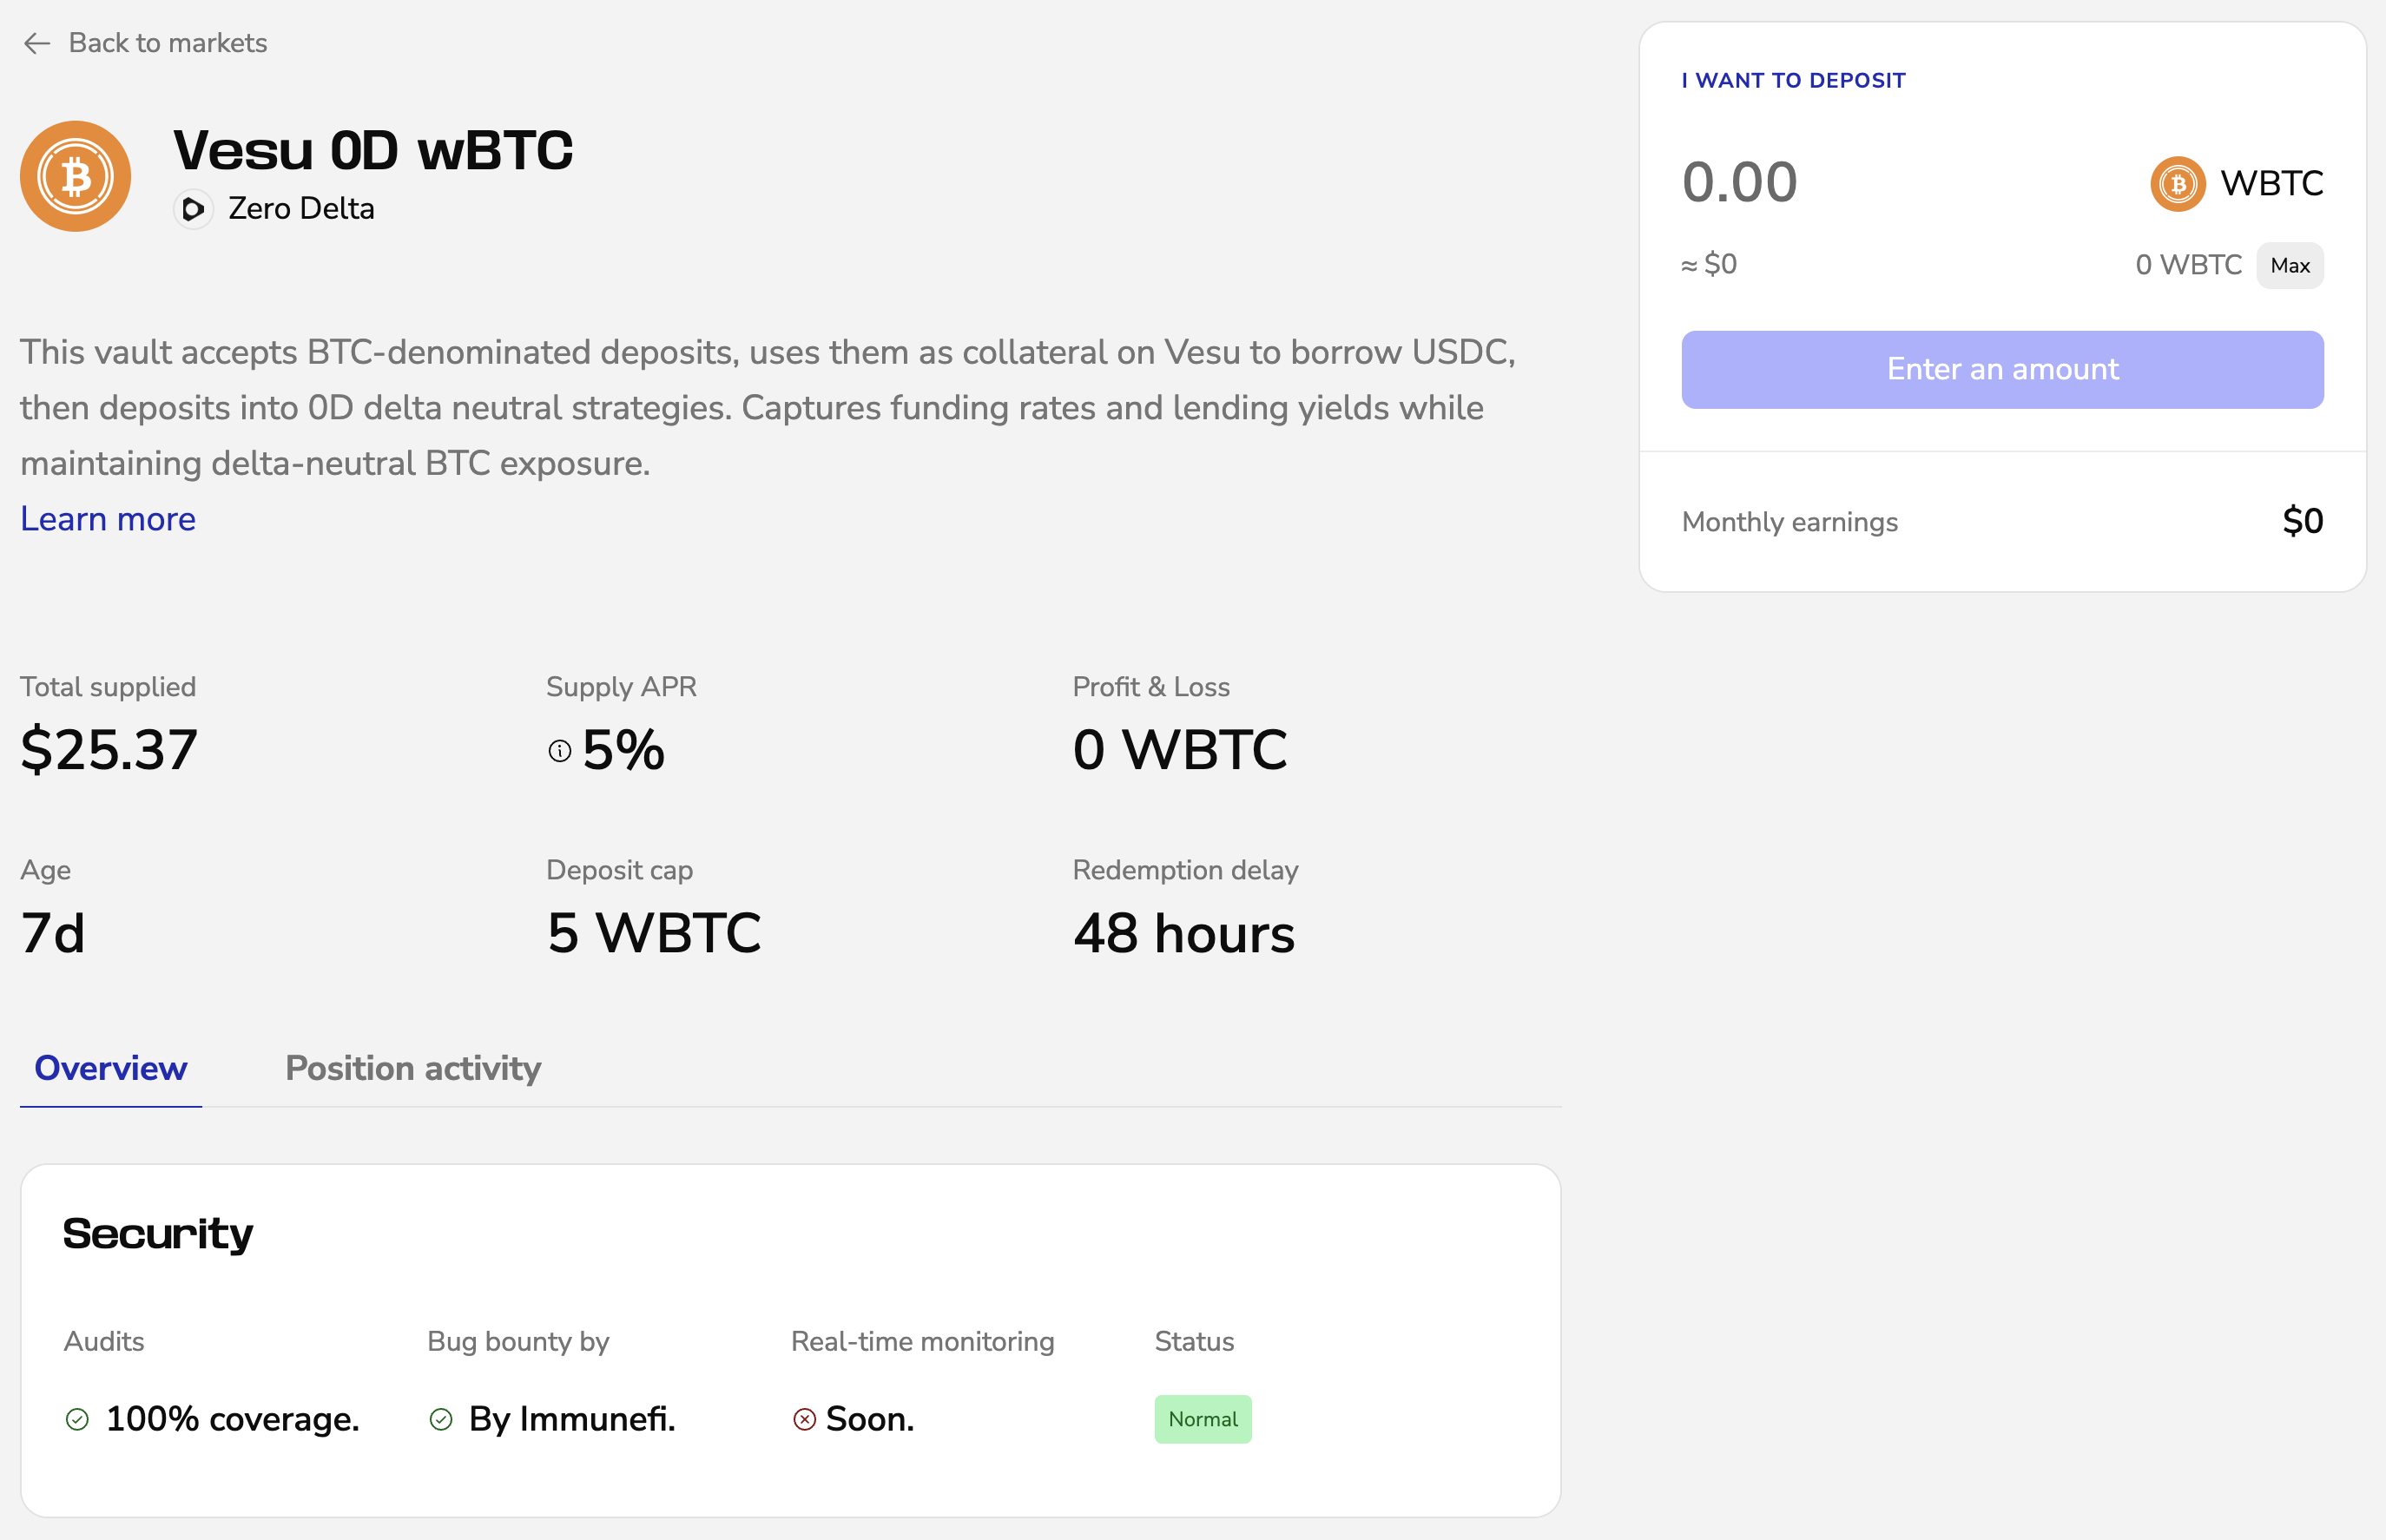 Back to markets
Vesu 0D wBTC
Zero Delta
This vault accepts BTC-denominated deposits, uses them as collateral on Vesu to borrow USDC,
then deposits into 0D delta neutral strategies. Captures funding rates and lending yields while
maintaining delta-neutral BTC exposure.
Learn more
Total supplied
$25.37
Supply APR
5%
Profit & Loss
0 WBTC
Age
7d
Deposit cap
5 WBTC
Redemption delay
48 hours
Overview
Position activity
Security
Audits
100% coverage.
Bug bounty by
By Immunefi.
Real-time monitoring
Soon.
Status
Normal
I WANT TO DEPOSIT
0.00
WBTC
≈ $0
0 WBTC
Max
Enter an amount
Monthly earnings
$0